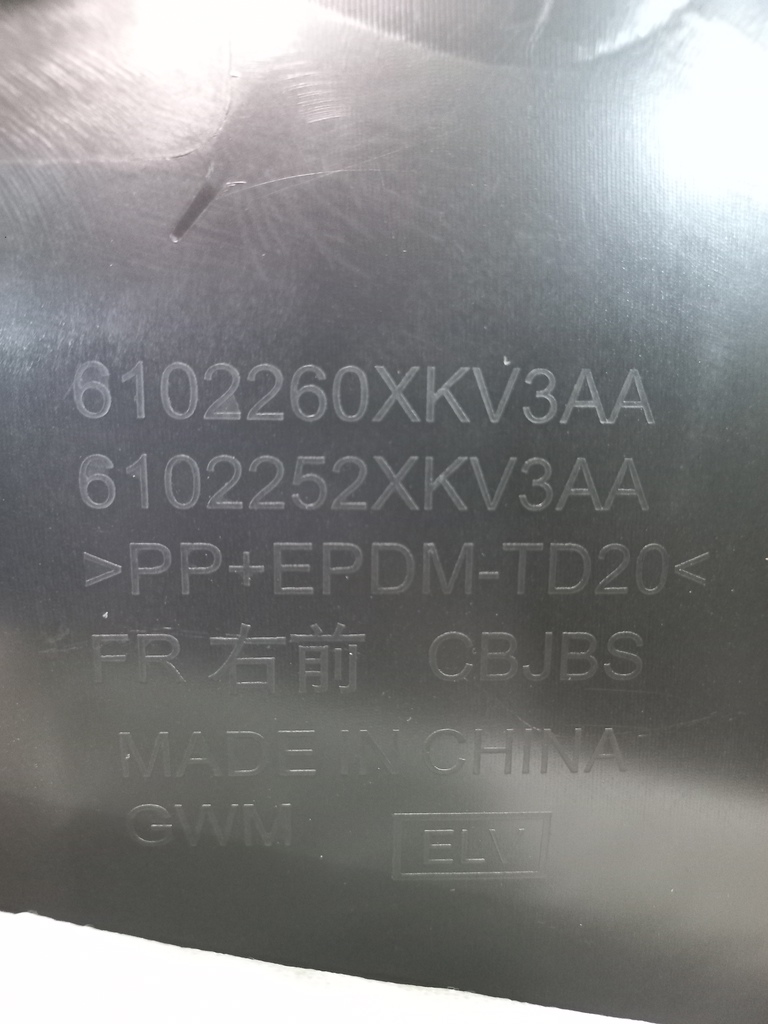 6102260XKV3AA
6102252XKV3AA
>PP+EPDM-TD20<
FR 右前 CBJBS
MADE IN CHINA
GWM ELV